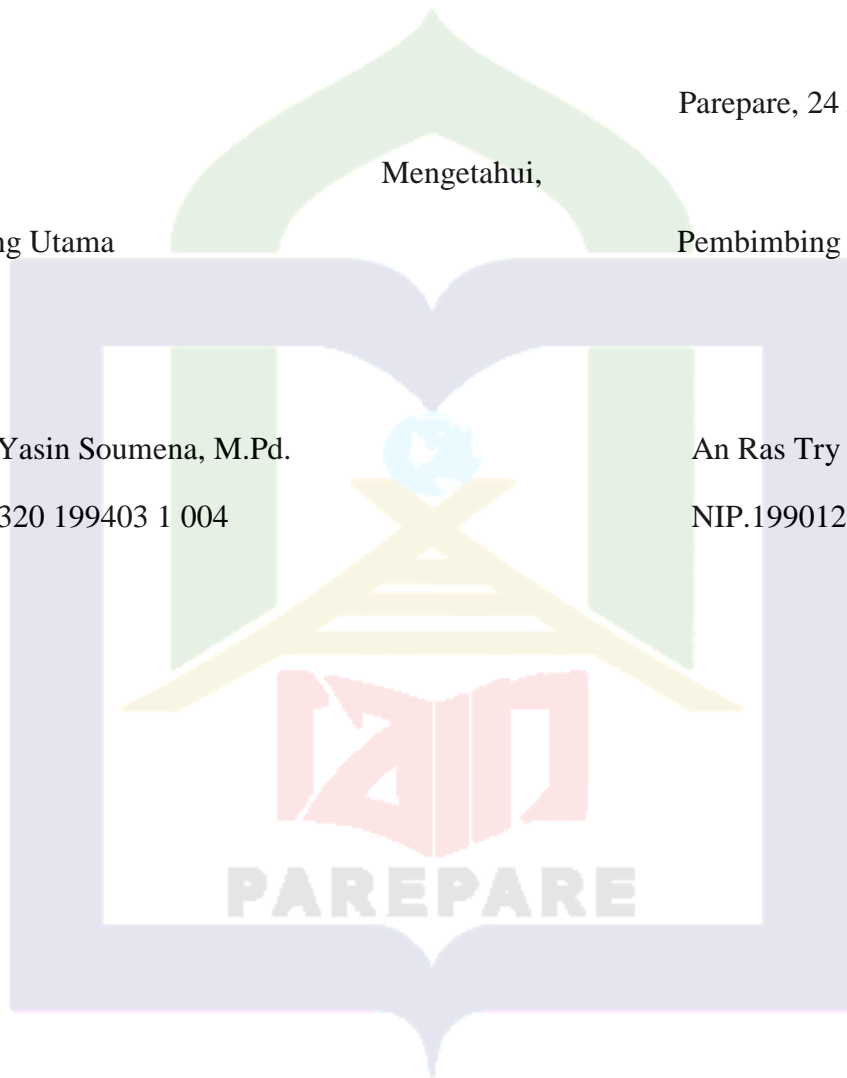 Parepare, 24
Mengetahui,
ng Utama Pembimbing
Yasin Soumena, M.Pd. An Ras Try
320 199403 1 004 NIP.199012
iain
PAREPARE